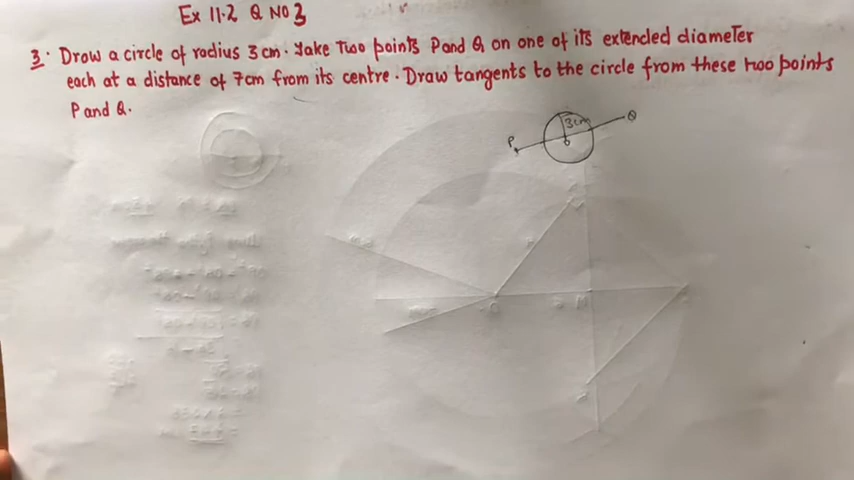 Ex 11.2 Q NO 3
3. Draw a circle of radius 3 cm. Take Two points P and Q on one of its extended diameter
each at a distance of 7cm from its centre. Draw tangents to the circle from these two points
P and Q.
3cm
P
Q